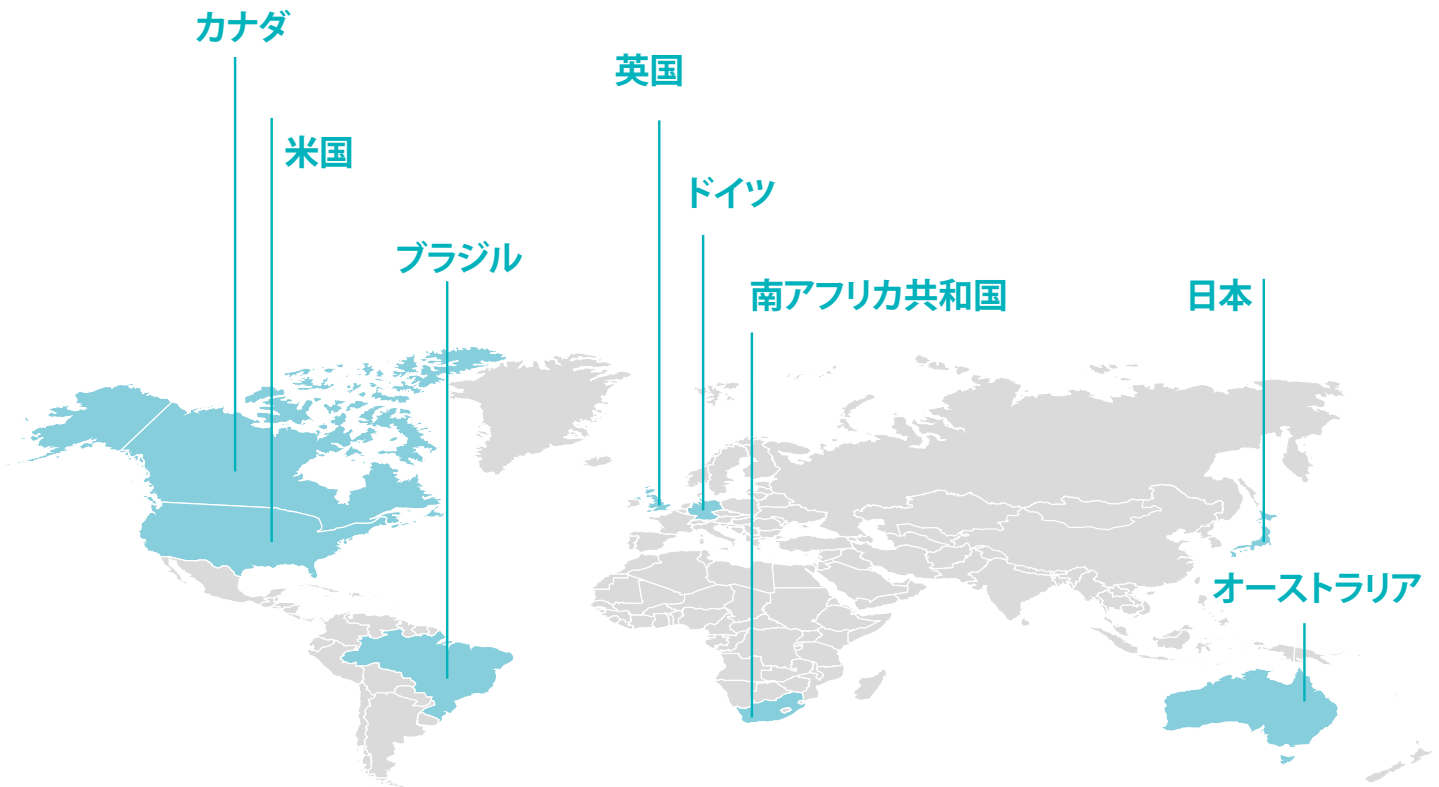 カナダ
英国
米国
ドイツ
ブラジル
南アフリカ共和国
日本
オーストラリア